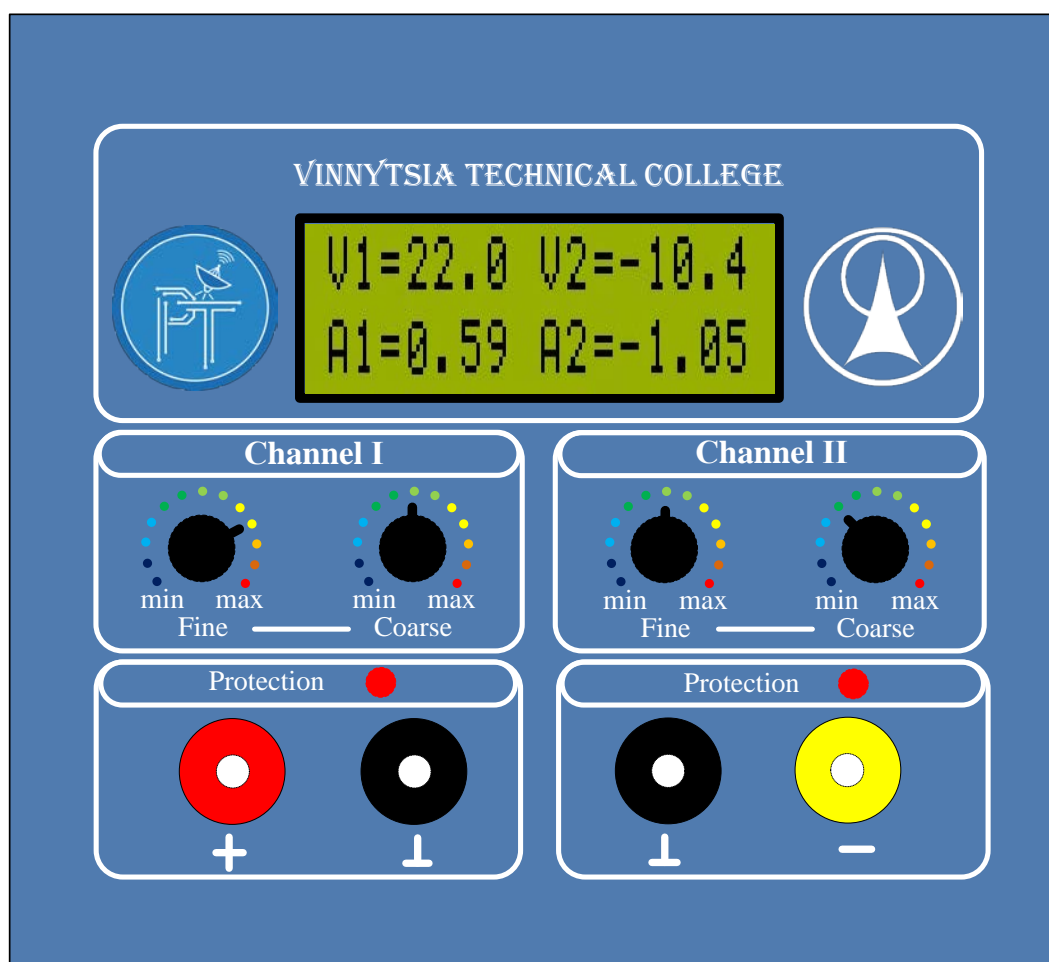 VINNYTSIA TECHNICAL COLLEGE
PT
V1=22.0 V2=-10.4
A1=0.59 A2=-1.05
Channel I
min max
min max
Fine Coarse
Channel II
min max
min max
Fine Coarse
Protection
+ ⊥
Protection
⊥ −